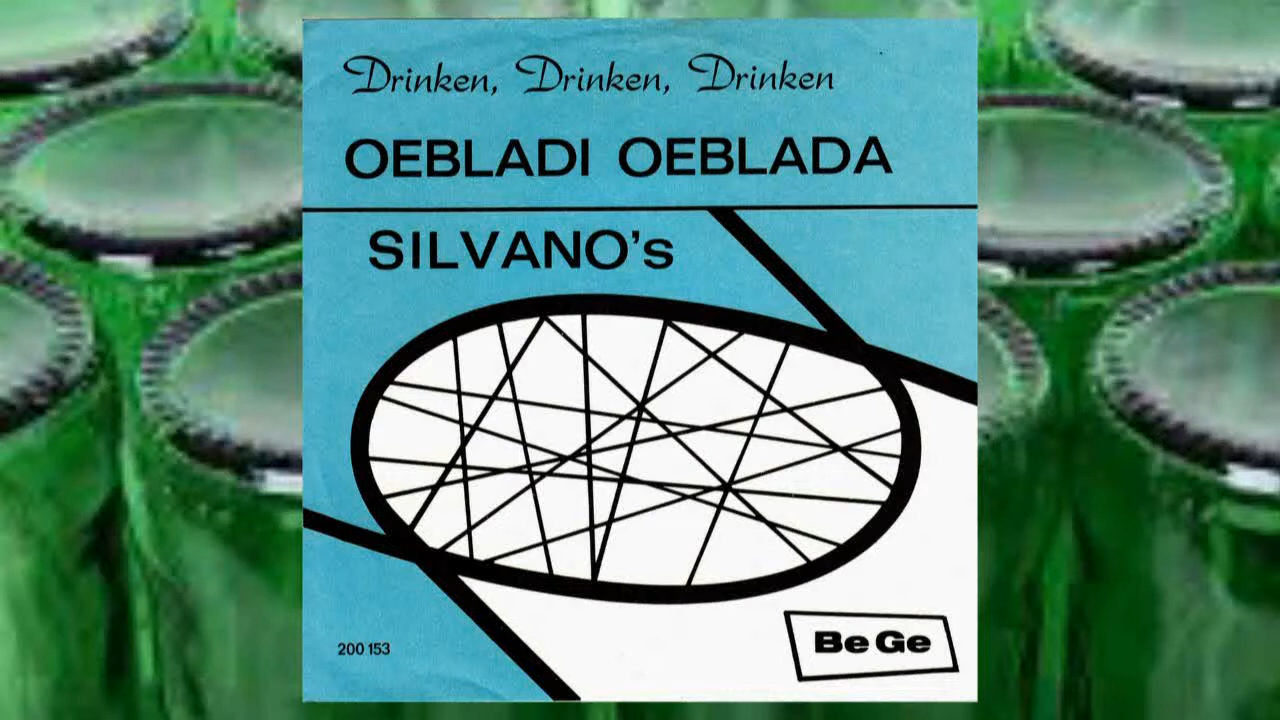 Drinken, Drinken, Drinken
OEBLADI OEBLADA
SILVANO's
200 153
Be Ge